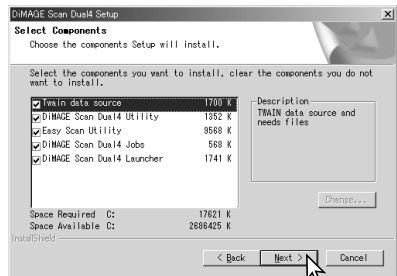 DiMAGE Scan Dual4 Setup
Select Components
Choose the components Setup will install.
Select the components you want to install, clear the components you do not
want to install.
Twain data source 1700 K
DiMAGE Scan Dual4 Utility 1352 K
Easy Scan Utility 9568 K
DiMAGE Scan Dual4 Jobs 568 K
DiMAGE Scan Dual4 Launcher 1741 K
Description
TWAIN data source and
needs files
Change...
Space Required C: 17621 K
Space Available C: 2686425 K
InstallShield
< Back
Next >
Cancel